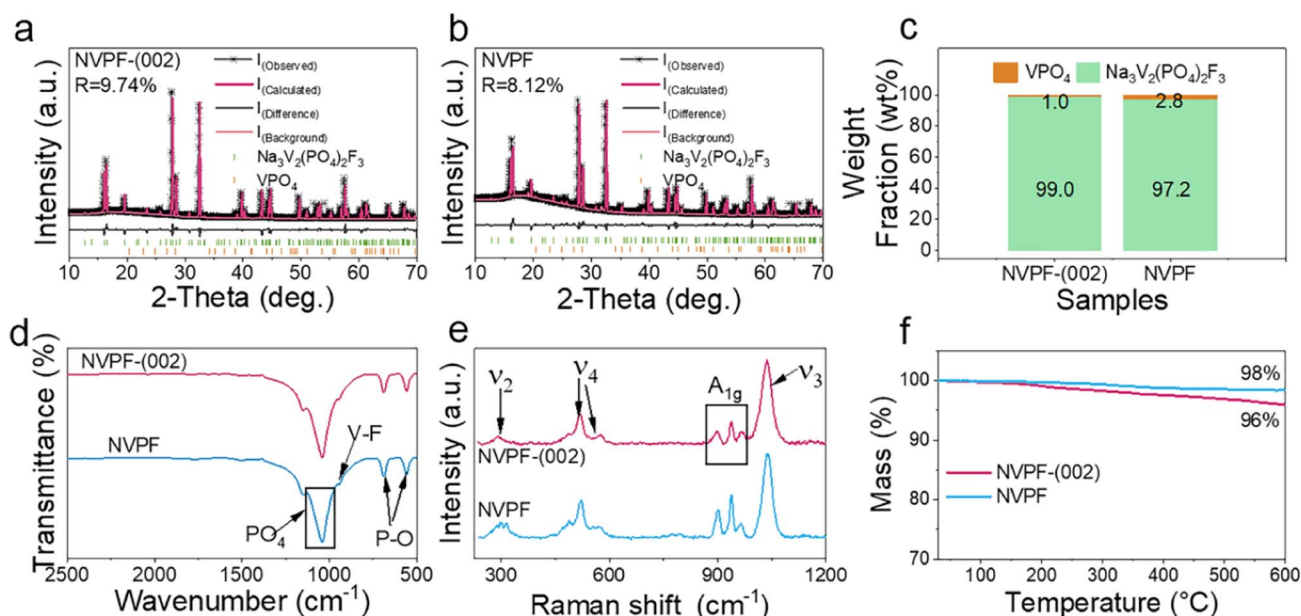 a
NVPF-(002)
R=9.74%
I(Observed)
I(Calculated)
I(Difference)
I(Background)
Na3V2(PO4)2F3
VPO4
Intensity (a.u.)
10 20 30 40 50 60 70
2-Theta (deg.)
b
NVPF
R=8.12%
I(Observed)
I(Calculated)
I(Difference)
I(Background)
Na3V2(PO4)2F3
VPO4
Intensity (a.u.)
10 20 30 40 50 60 70
2-Theta (deg.)
c
VPO4 Na3V2(PO4)2F3
Weight
Fraction (wt%)
100
80
60
40
20
0
1.0 2.8
99.0 97.2
NVPF-(002) NVPF
Samples
d
NVPF-(002)
NVPF
V-F
PO4
P-O
Transmittance (%)
2500 2000 1500 1000 500
Wavenumber (cm-1)
e
ν2
ν4
A1g
ν3
NVPF-(002)
NVPF
Intensity (a.u.)
300 600 900 1200
Raman shift (cm-1)
f
100
90
80
70
98%
96%
NVPF-(002)
NVPF
Mass (%)
100 200 300 400 500 600
Temperature (°C)